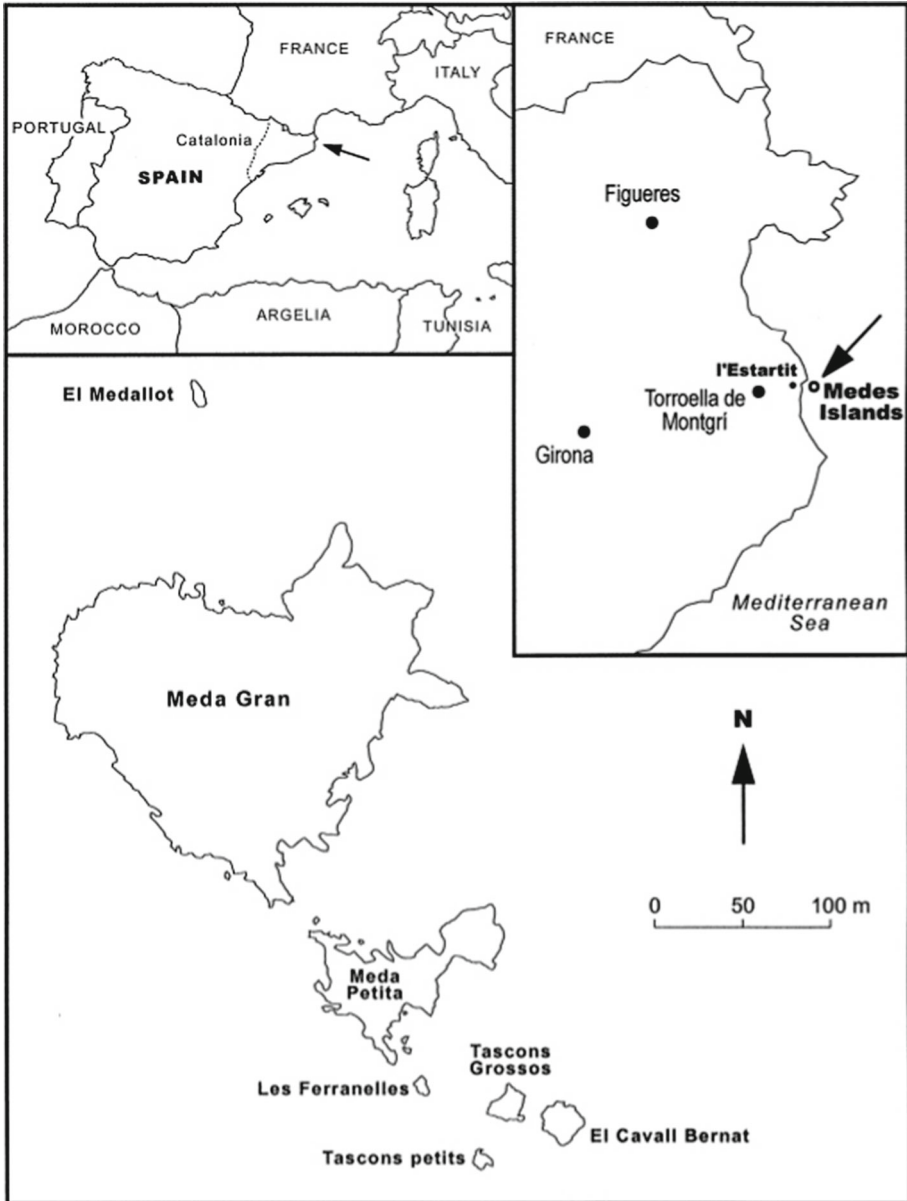 FRANCE
ITALY
PORTUGAL
Catalonia
SPAIN
MOROCCO
ARGELIA
TUNISIA
FRANCE
Figueres
l'Estartit
Medes
Islands
Torroella de
Montgrí
Girona
Mediterranean
Sea
El Medallot
Meda Gran
N
0 50 100 m
Meda
Petita
Tascons
Grossos
Les Ferranelles
El Cavall Bernat
Tascons petits